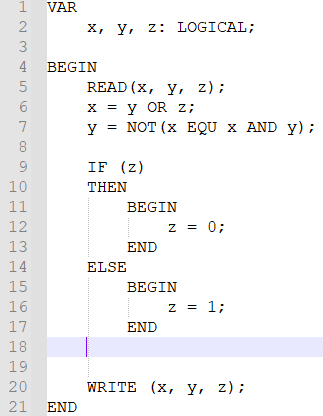 1 VAR
2     x, y, z: LOGICAL;
3
4 BEGIN
5     READ(x, y, z);
6     x = y OR z;
7     y = NOT(x EQU x AND y);
8
9     IF (z)
10     THEN
11         BEGIN
12             z = 0;
13         END
14     ELSE
15         BEGIN
16             z = 1;
17         END
18
19
20     WRITE (x, y, z);
21 END